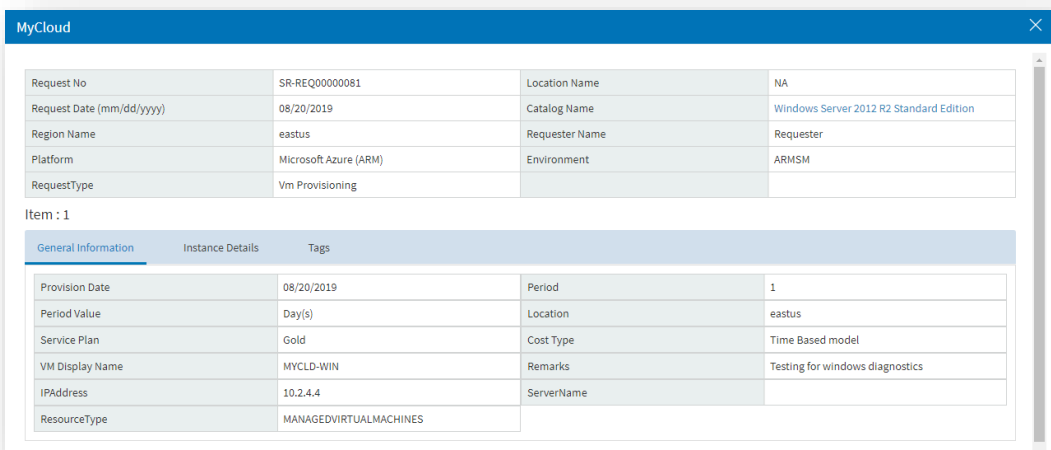 MyCloud
Request No SR-REQ00000081 Location Name NA
Request Date (mm/dd/yyyy) 08/20/2019 Catalog Name Windows Server 2012 R2 Standard Edition
Region Name eastus Requester Name Requester
Platform Microsoft Azure (ARM) Environment ARMSM
RequestType Vm Provisioning
Item : 1
General Information Instance Details Tags
Provision Date 08/20/2019 Period 1
Period Value Day(s) Location eastus
Service Plan Gold Cost Type Time Based model
VM Display Name MYCLD-WIN Remarks Testing for windows diagnostics
IPAddress 10.2.4.4 ServerName
ResourceType MANAGEDVIRTUALMACHINES